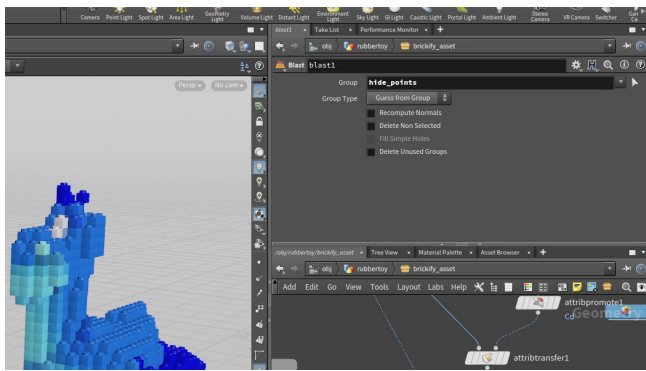 Camera Point Light Spot Light Area Light Geometry Light Volume Light Distant Light Environment Light Sky Light GI Light Caustic Light Portal Light Ambient Light Stereo Camera VR Camera Switcher
blast1 Take List Performance Monitor
obj rubbertoy brickify_asset
Blast blast1
Persp No cam
Group hide_points
Group Type Guess from Group
Recompute Normals
Delete Non Selected
Fill Simple Holes
Delete Unused Groups
/obj/rubbertoy/brickify_asset Tree View Material Palette Asset Browser
obj rubbertoy brickify_asset
Add Edit Go View Tools Layout Labs Help
attribpromote1
Cd
Geometry
attribtransfer1